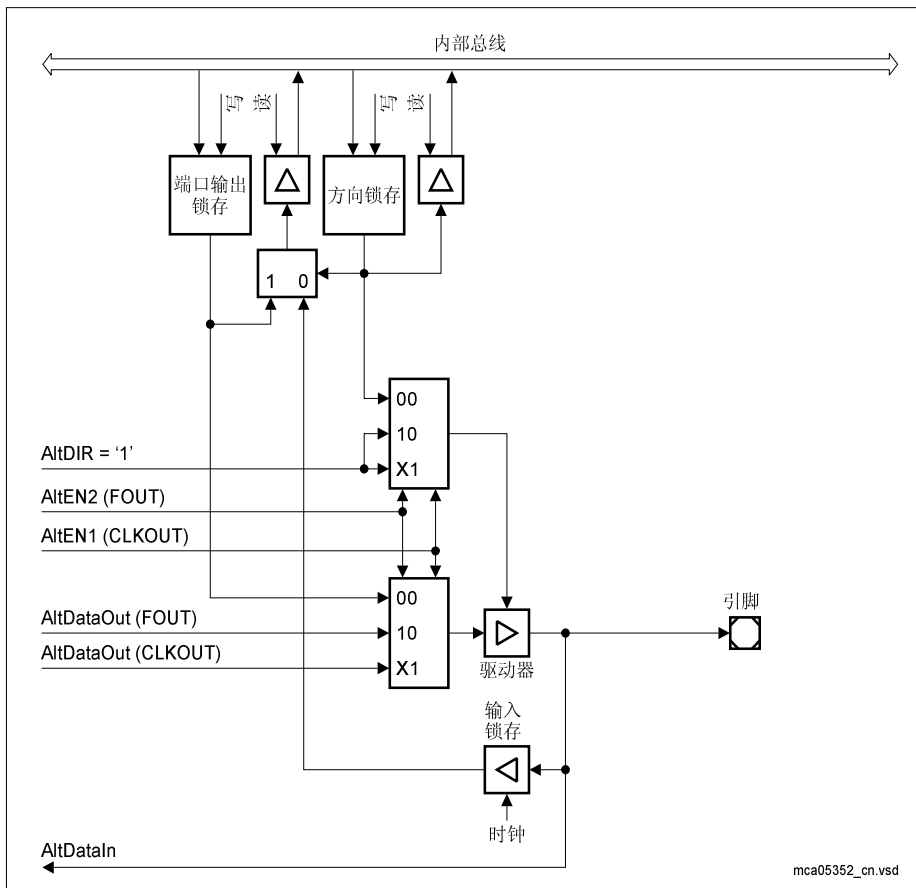 内部总线
写
读
写
读
端口输出
锁存
方向锁存
1 0
00
10
X1
AltDIR = ‘1’
AltEN2 (FOUT)
AltEN1 (CLKOUT)
00
10
X1
AltDataOut (FOUT)
AltDataOut (CLKOUT)
引脚
驱动器
输入
锁存
时钟
AltDataIn
mca05352_cn.vsd